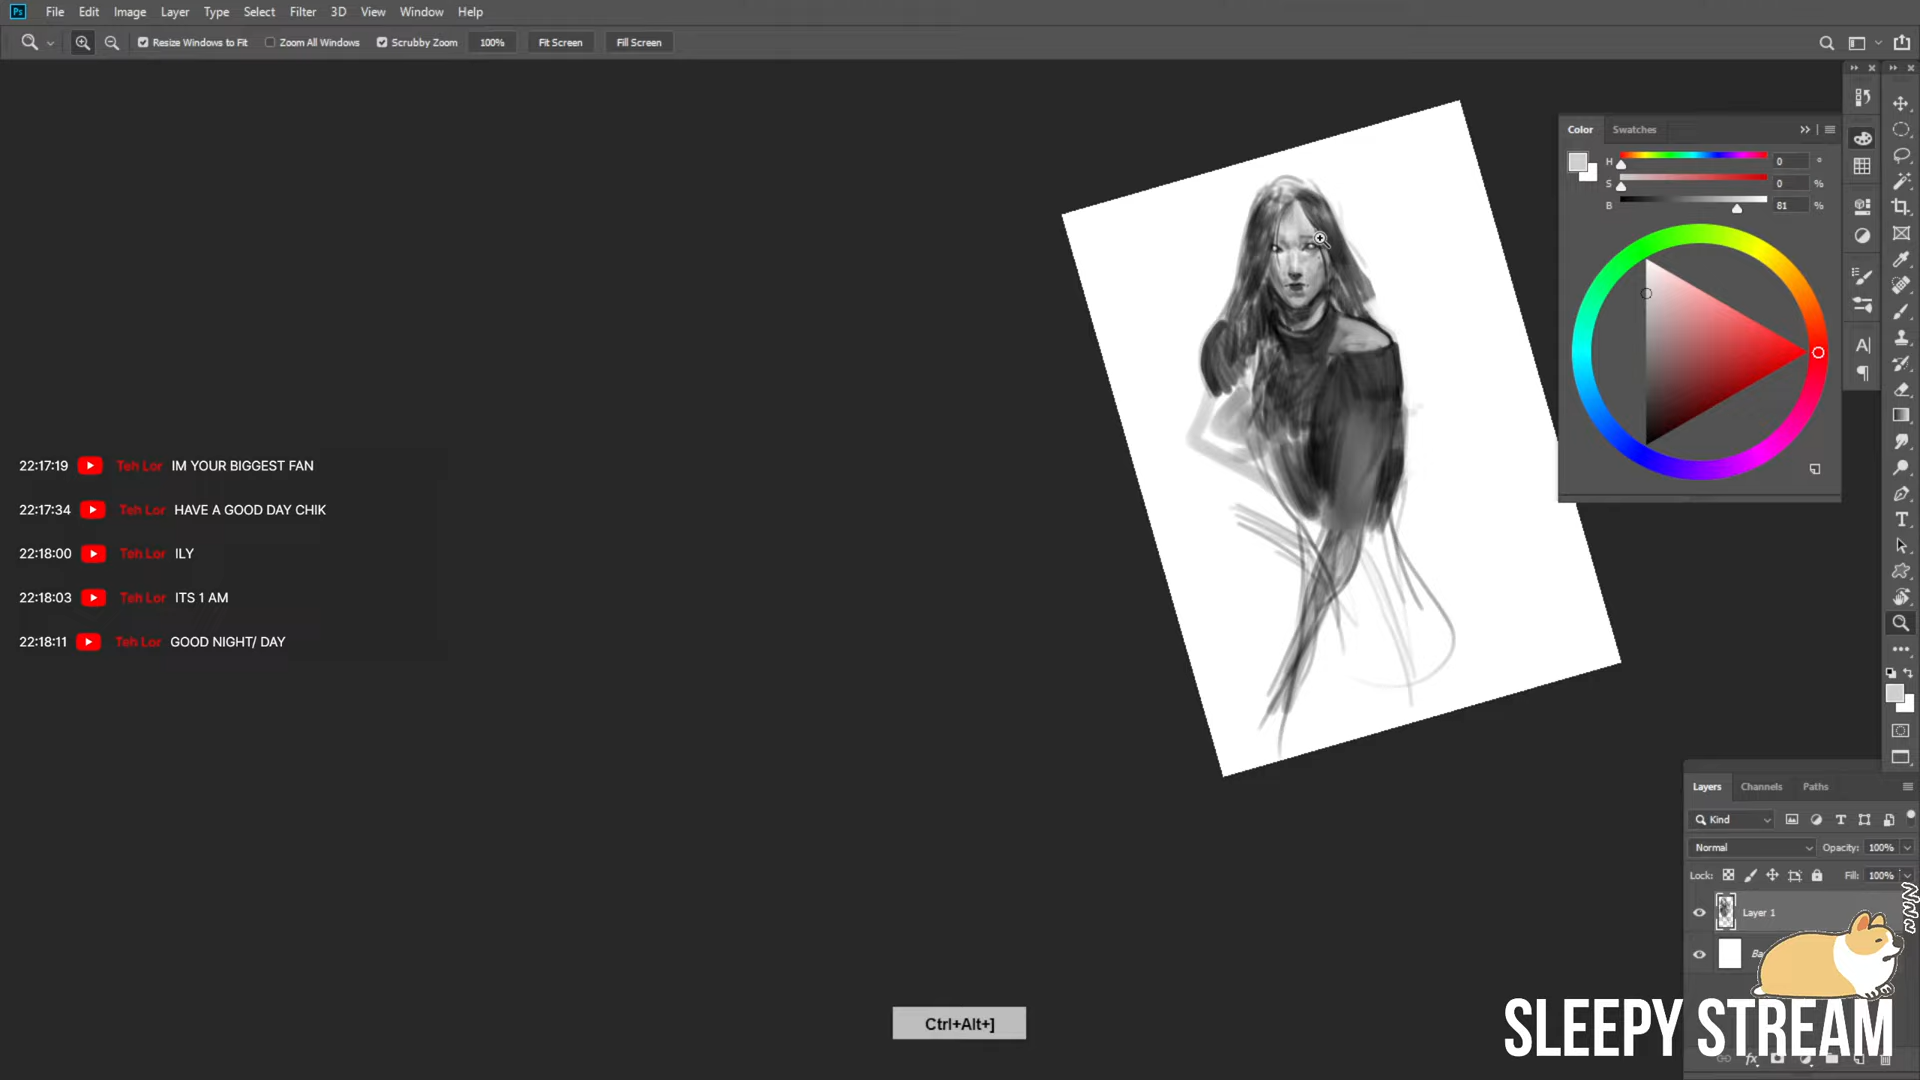 Ps File Edit Image Layer Type Select Filter 3D View Window Help
Resize Windows to Fit Zoom All Windows Scrubby Zoom 100% Fit Screen Fill Screen
Color Swatches
H 0 °
S 0 %
B 81 %
22:17:19 Teh Lor IM YOUR BIGGEST FAN
22:17:34 Teh Lor HAVE A GOOD DAY CHIK
22:18:00 Teh Lor ILY
22:18:03 Teh Lor ITS 1 AM
22:18:11 Teh Lor GOOD NIGHT/ DAY
Layers Channels Paths
Kind
Normal Opacity: 100%
Lock: Fill: 100%
Layer 1
Ctrl+Alt+]
SLEEPY STREAM